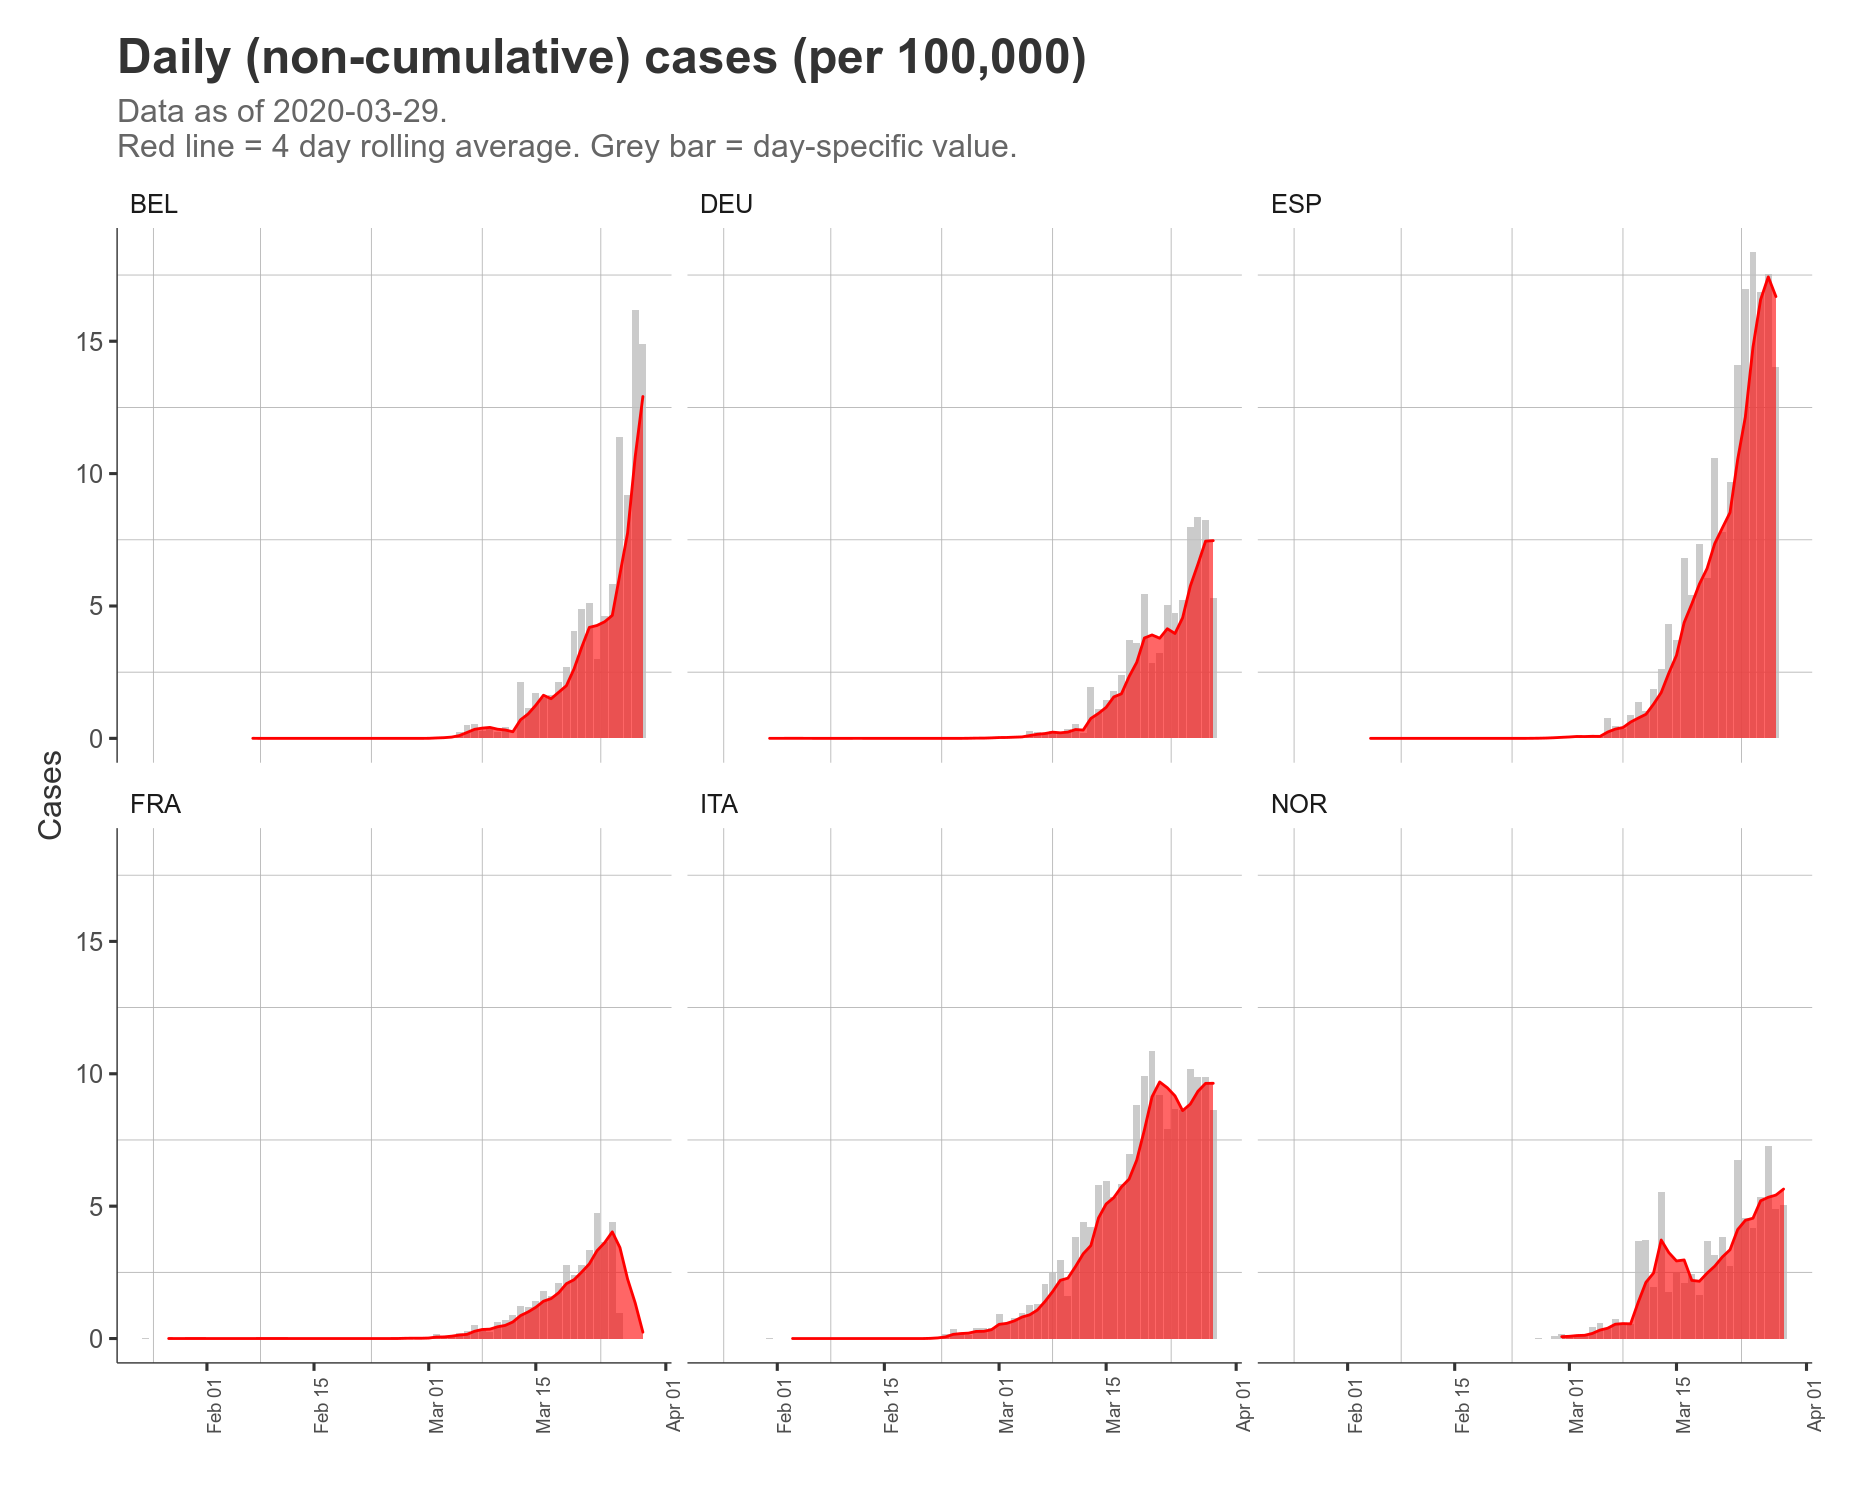 Daily (non-cumulative) cases (per 100,000)
Data as of 2020-03-29.
Red line = 4 day rolling average. Grey bar = day-specific value.
BEL
DEU
ESP
15
10
5
0
Cases
FRA
ITA
NOR
15
10
5
0
Feb 01
Feb 15
Mar 01
Mar 15
Apr 01
Feb 01
Feb 15
Mar 01
Mar 15
Apr 01
Feb 01
Feb 15
Mar 01
Mar 15
Apr 01